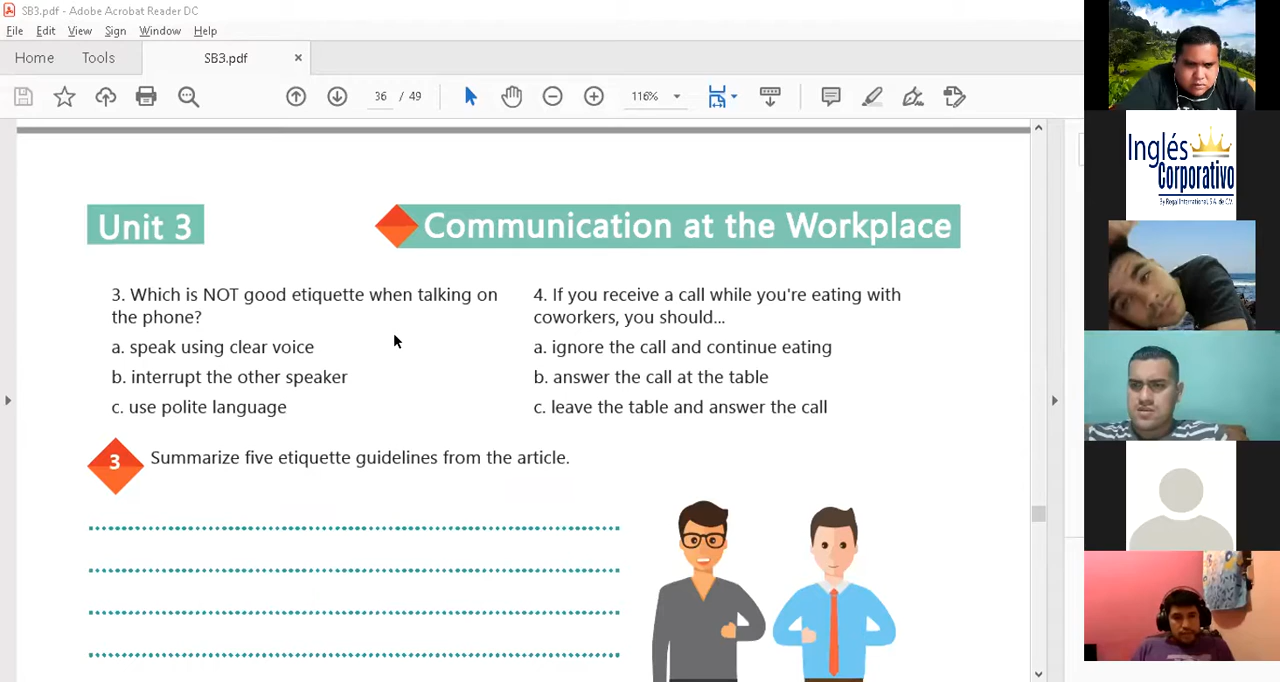 SB3.pdf - Adobe Acrobat Reader DC
File Edit View Sign Window Help
Home Tools SB3.pdf ×
36 / 49 116%
Unit 3
Communication at the Workplace
3. Which is NOT good etiquette when talking on
the phone?
a. speak using clear voice
b. interrupt the other speaker
c. use polite language
4. If you receive a call while you're eating with
coworkers, you should...
a. ignore the call and continue eating
b. answer the call at the table
c. leave the table and answer the call
3 Summarize five etiquette guidelines from the article.
Inglés
Corporativo
By Regal International, S.A. de C.V.